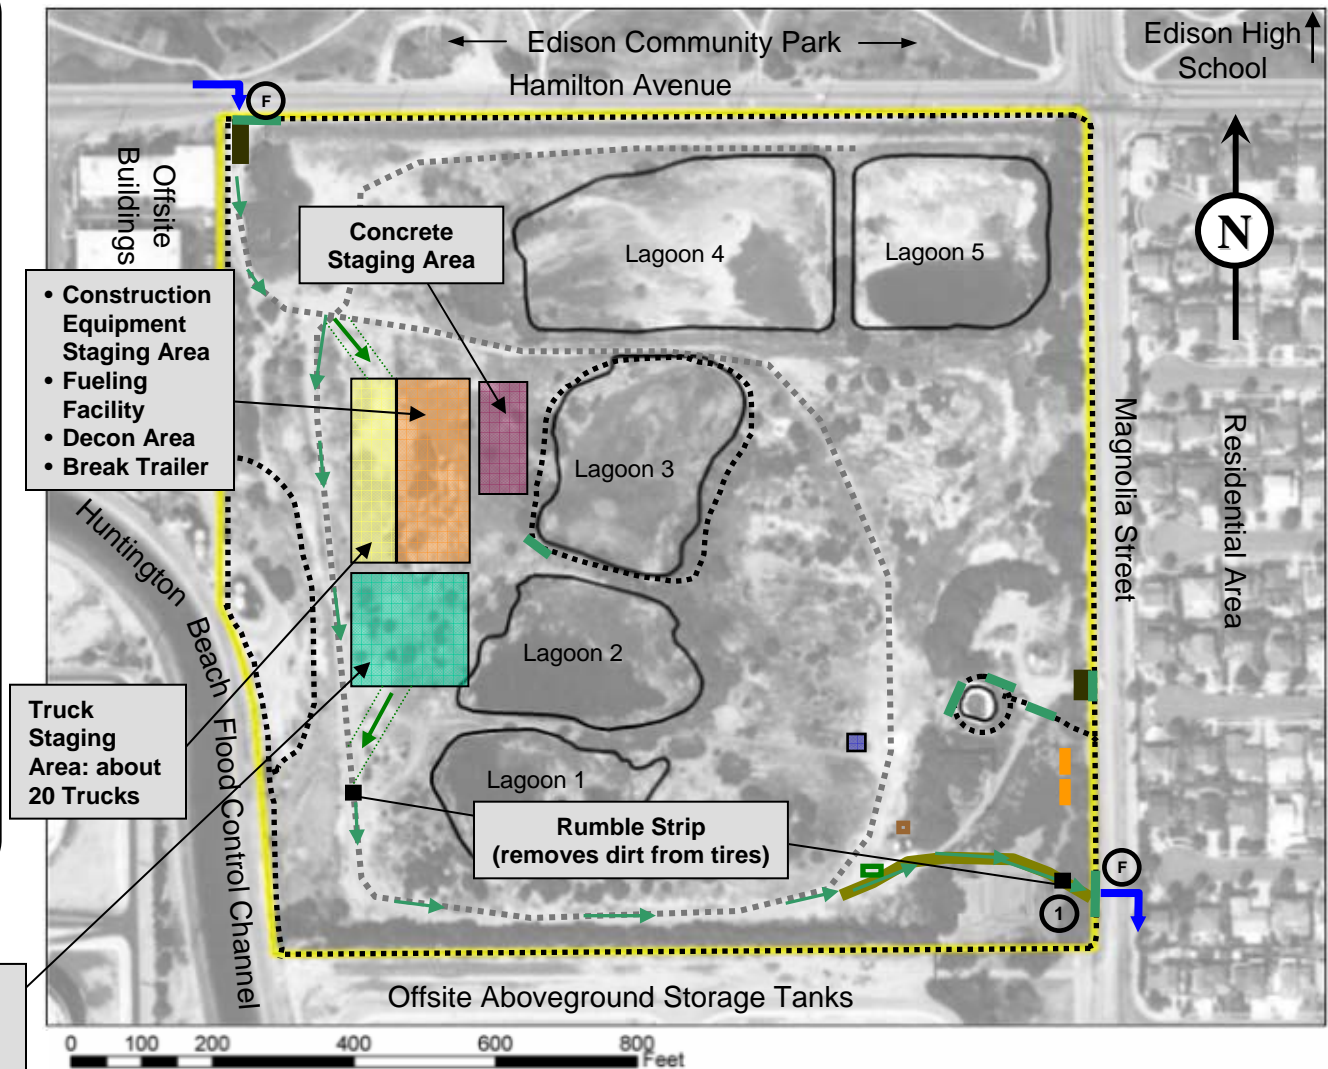 Edison Community Park
Hamilton Avenue
Edison High
School
F
Offsite
Buildings
N
Concrete
Staging Area
Lagoon 4
Lagoon 5
• Construction
Equipment
Staging Area
• Fueling
Facility
• Decon Area
• Break Trailer
Lagoon 3
Magnolia Street
Residential Area
Huntington
Beach Flood Control Channel
Lagoon 2
Truck
Staging
Area: about
20 Trucks
Lagoon 1
Rumble Strip
(removes dirt from tires)
F
1
Offsite Aboveground Storage Tanks
0 100 200 400 600 800
Feet